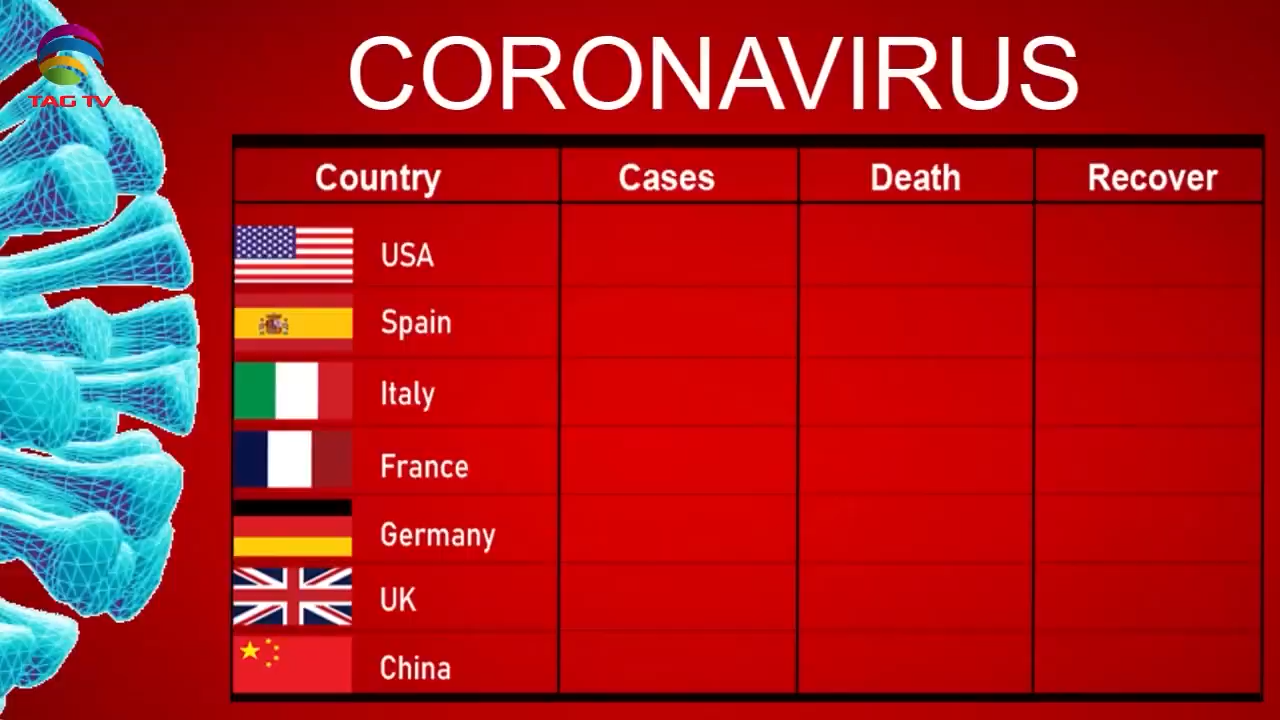 TAG TV
CORONAVIRUS
Country Cases Death Recover
USA
Spain
Italy
France
Germany
UK
China